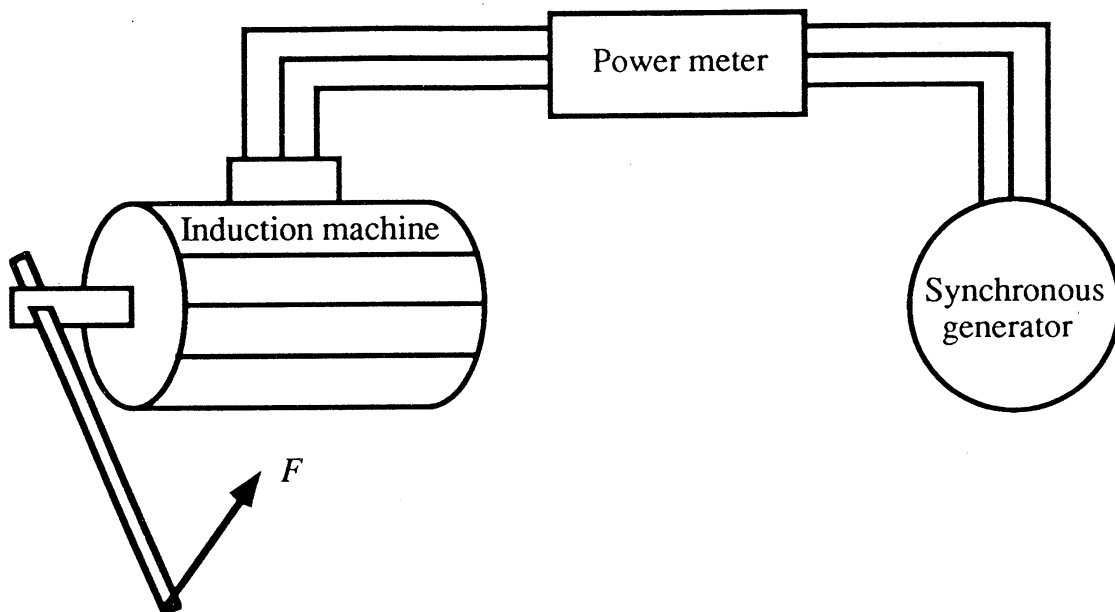 Power meter
Induction machine
Synchronous
generator
F